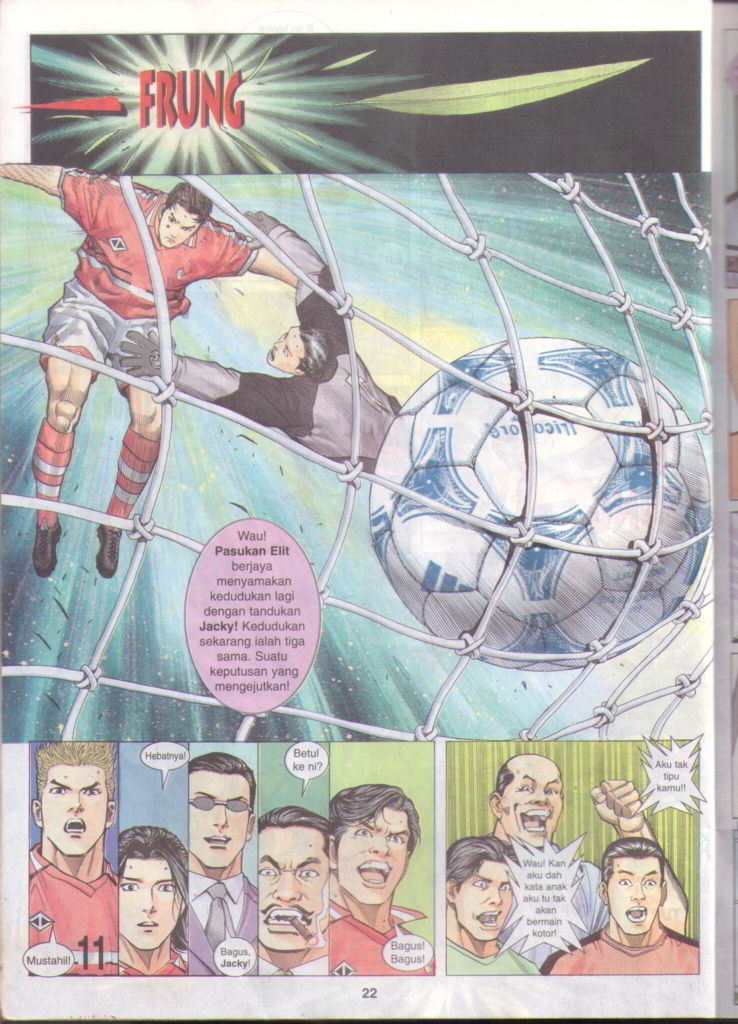 FRUNG
Tricolore
Wau!
Pasukan Elit
berjaya
menyamakan
kedudukan lagi
dengan tandukan
Jacky! Kedudukan
sekarang ialah tiga
sama. Suatu
keputusan yang
mengejutkan!
Mustahil!
11
Hebatnya!
Bagus,
Jacky!
Betul
ke ni?
Bagus!
Bagus!
Aku tak
tipu
kamu!!
Wau! Kan
aku dah
kata anak
aku tu tak
akan
bermain
kotor!
22